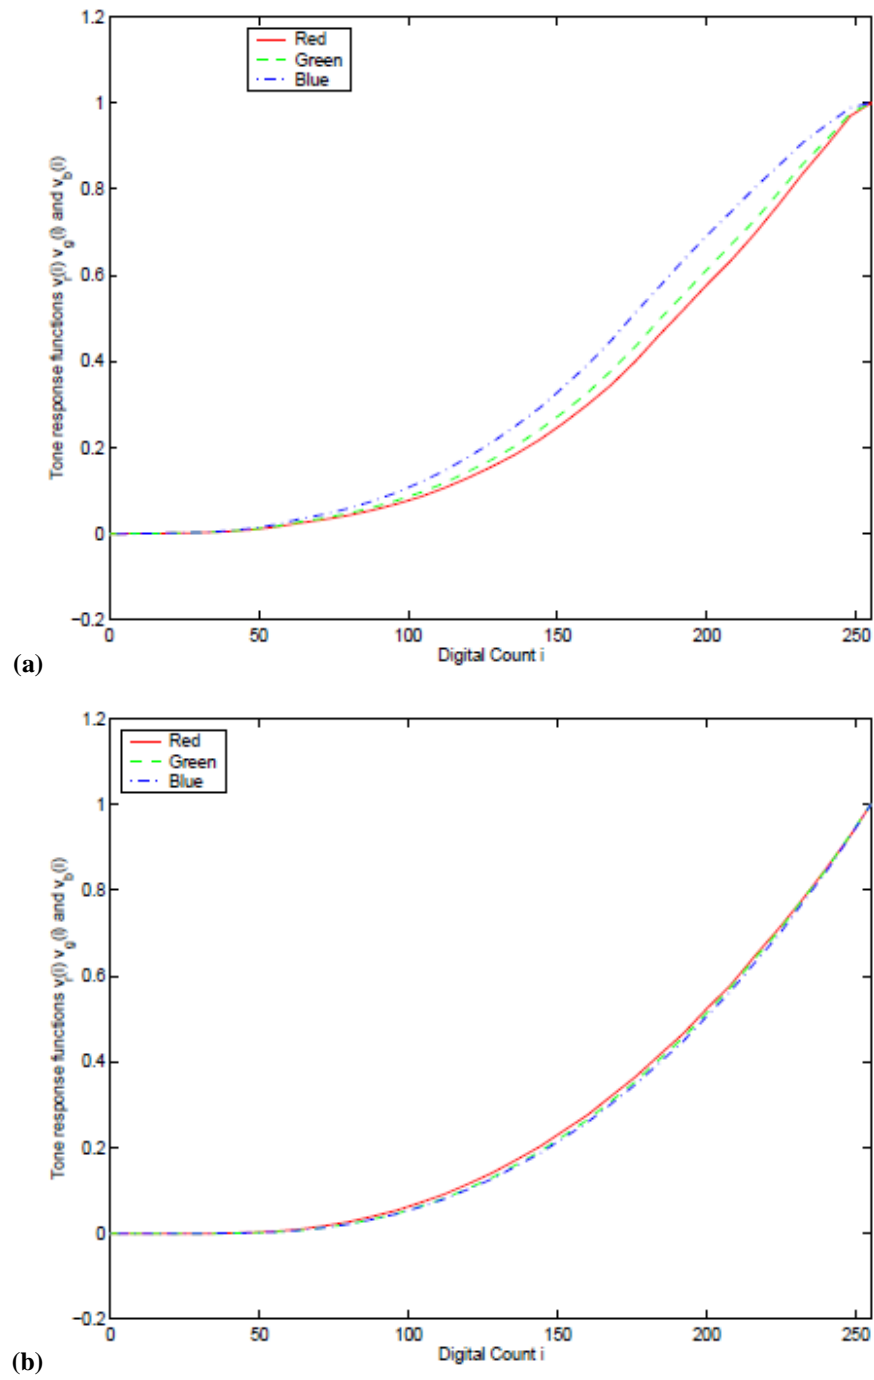 1.2
Red
Green
Blue
1
0.8
0.6
0.4
0.2
0
−0.2
Tone response functions v_r(i) v_g(i) and v_b(i)
0 50 100 150 200 250
Digital Count i
(a)
1.2
Red
Green
Blue
1
0.8
0.6
0.4
0.2
0
−0.2
Tone response functions v_r(i) v_g(i) and v_b(i)
0 50 100 150 200 250
Digital Count i
(b)